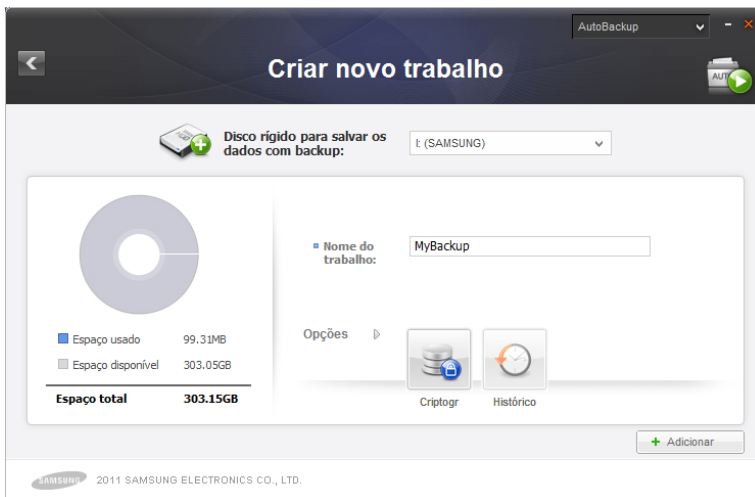 AutoBackup
Criar novo trabalho
AUTO
Disco rígido para salvar os
dados com backup:
I: (SAMSUNG)
Nome do
trabalho:
MyBackup
Espaço usado 99.31MB
Espaço disponível 303.05GB
Espaço total 303.15GB
Opções
Criptogr
Histórico
Adicionar
SAMSUNG 2011 SAMSUNG ELECTRONICS CO., LTD.